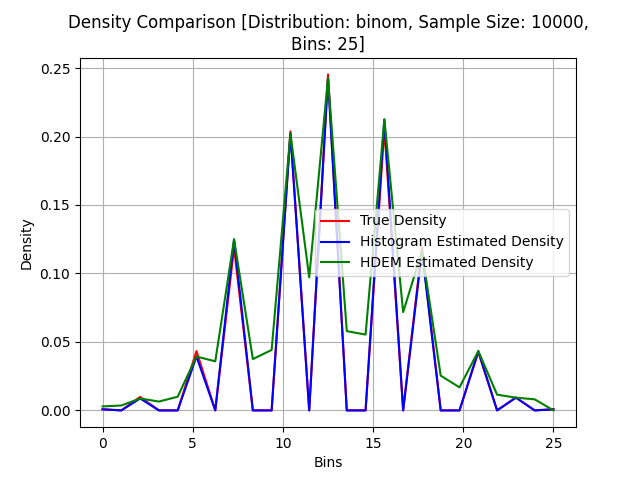 Density Comparison [Distribution: binom, Sample Size: 10000,
Bins: 25]
0.25
0.20
0.15
0.10
0.05
0.00
Density
True Density
Histogram Estimated Density
HDEM Estimated Density
0 5 10 15 20 25
Bins